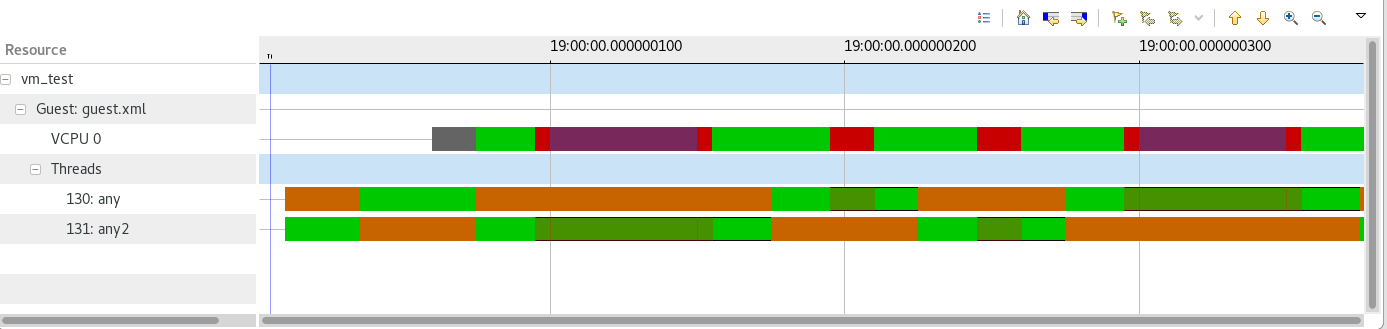 Resource
19:00:00.000000100 19:00:00.000000200 19:00:00.000000300
vm_test
Guest: guest.xml
VCPU 0
Threads
130: any
131: any2